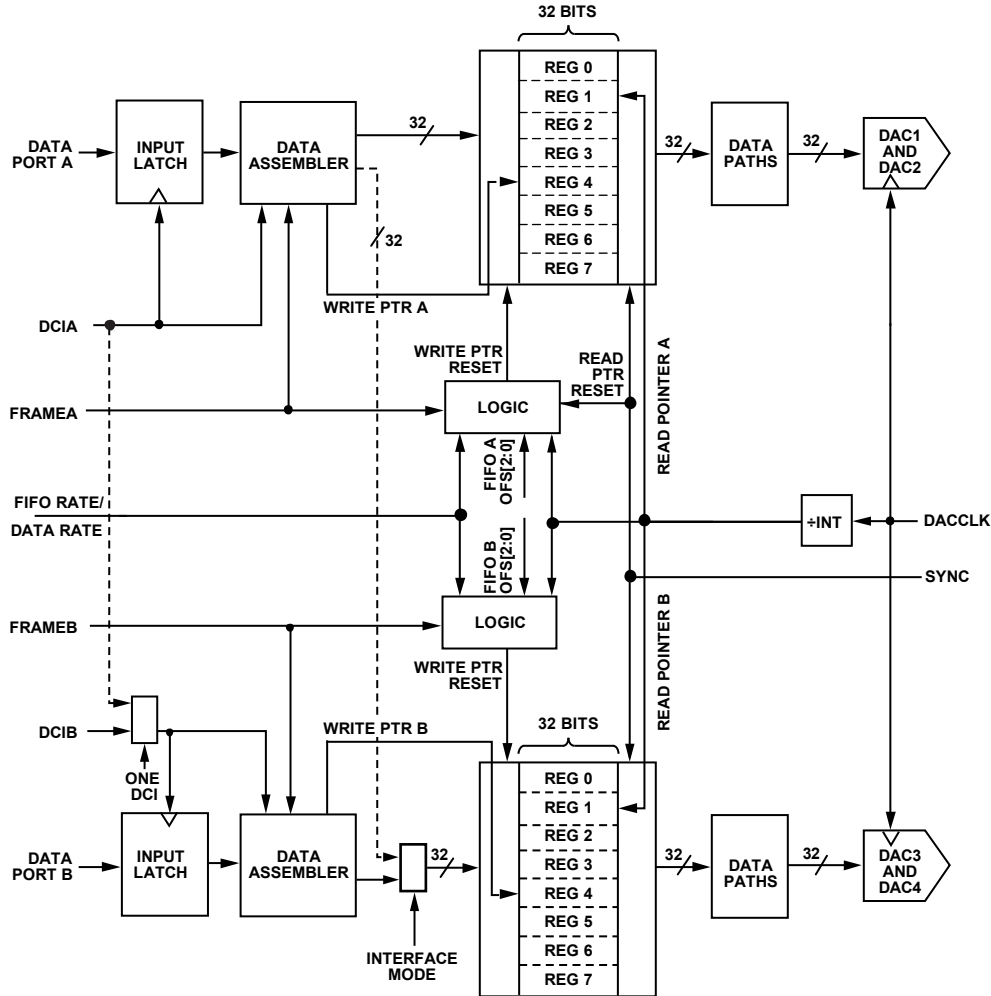 32 BITS
REG 0
REG 1
REG 2
REG 3
REG 4
REG 5
REG 6
REG 7
DATA
PORT A
INPUT
LATCH
DATA
ASSEMBLER
32
32
32
DATA
PATHS
32
DAC1
AND
DAC2
WRITE PTR A
DCIA
WRITE PTR
RESET
READ
PTR
RESET
READ POINTER A
FRAMEA
LOGIC
FIFO A
OFS[2:0]
FIFO RATE/
DATA RATE
÷INT
DACCLK
FIFO B
OFS[2:0]
SYNC
FRAMEB
LOGIC
READ POINTER B
WRITE PTR
RESET
DCIB
ONE
DCI
WRITE PTR B
32 BITS
REG 0
REG 1
REG 2
REG 3
REG 4
REG 5
REG 6
REG 7
DATA
PORT B
INPUT
LATCH
DATA
ASSEMBLER
32
INTERFACE
MODE
32
DATA
PATHS
32
DAC3
AND
DAC4